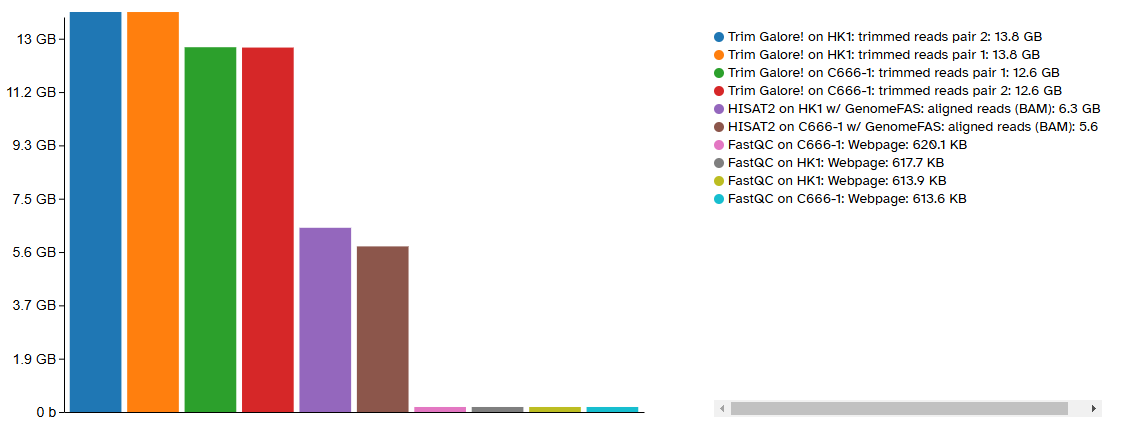 13 GB
11.2 GB
9.3 GB
7.5 GB
5.6 GB
3.7 GB
1.9 GB
0 b
Trim Galore! on HK1: trimmed reads pair 2: 13.8 GB
Trim Galore! on HK1: trimmed reads pair 1: 13.8 GB
Trim Galore! on C666-1: trimmed reads pair 1: 12.6 GB
Trim Galore! on C666-1: trimmed reads pair 2: 12.6 GB
HISAT2 on HK1 w/ GenomeFAS: aligned reads (BAM): 6.3 GB
HISAT2 on C666-1 w/ GenomeFAS: aligned reads (BAM): 5.6
FastQC on C666-1: Webpage: 620.1 KB
FastQC on HK1: Webpage: 617.7 KB
FastQC on HK1: Webpage: 613.9 KB
FastQC on C666-1: Webpage: 613.6 KB